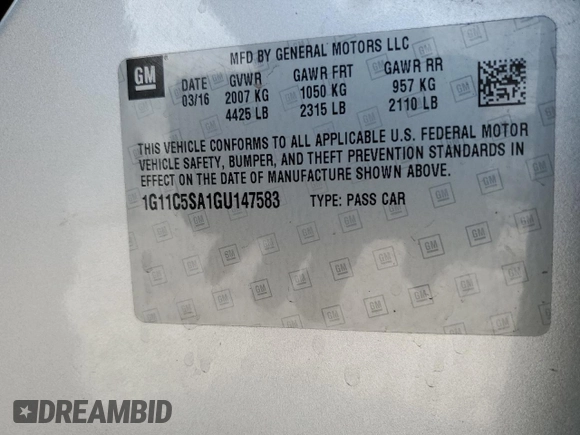 GM
MFD BY GENERAL MOTORS LLC
DATE GVWR GAWR FRT GAWR RR
03/16 2007 KG 1050 KG 957 KG
4425 LB 2315 LB 2110 LB
THIS VEHICLE CONFORMS TO ALL APPLICABLE U.S. FEDERAL MOTOR
VEHICLE SAFETY, BUMPER, AND THEFT PREVENTION STANDARDS IN
EFFECT ON THE DATE OF MANUFACTURE SHOWN ABOVE.
1G11C5SA1GU147583 TYPE: PASS CAR
DREAMBID